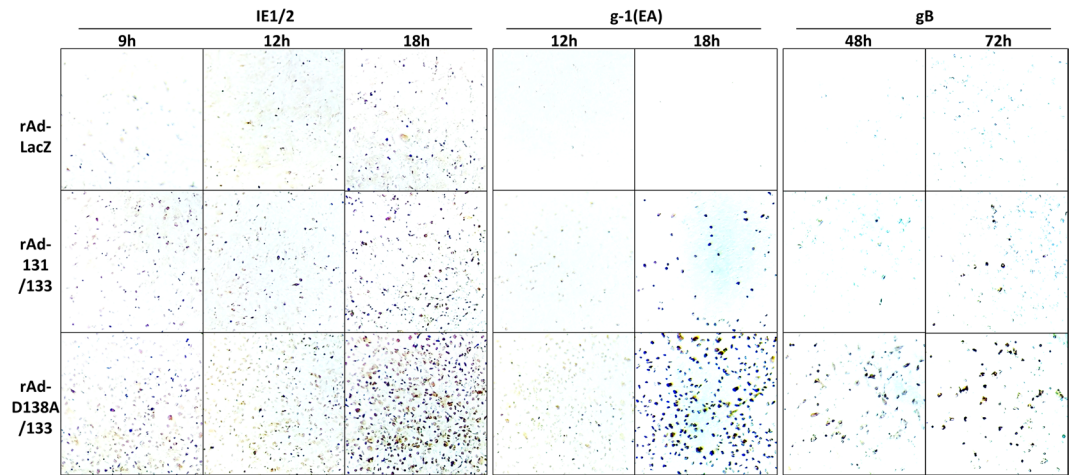 IE1/2 g-1(EA) gB
9h 12h 18h 12h 18h 48h 72h
rAd-
LacZ
rAd-
131
/133
rAd-
D138A
/133